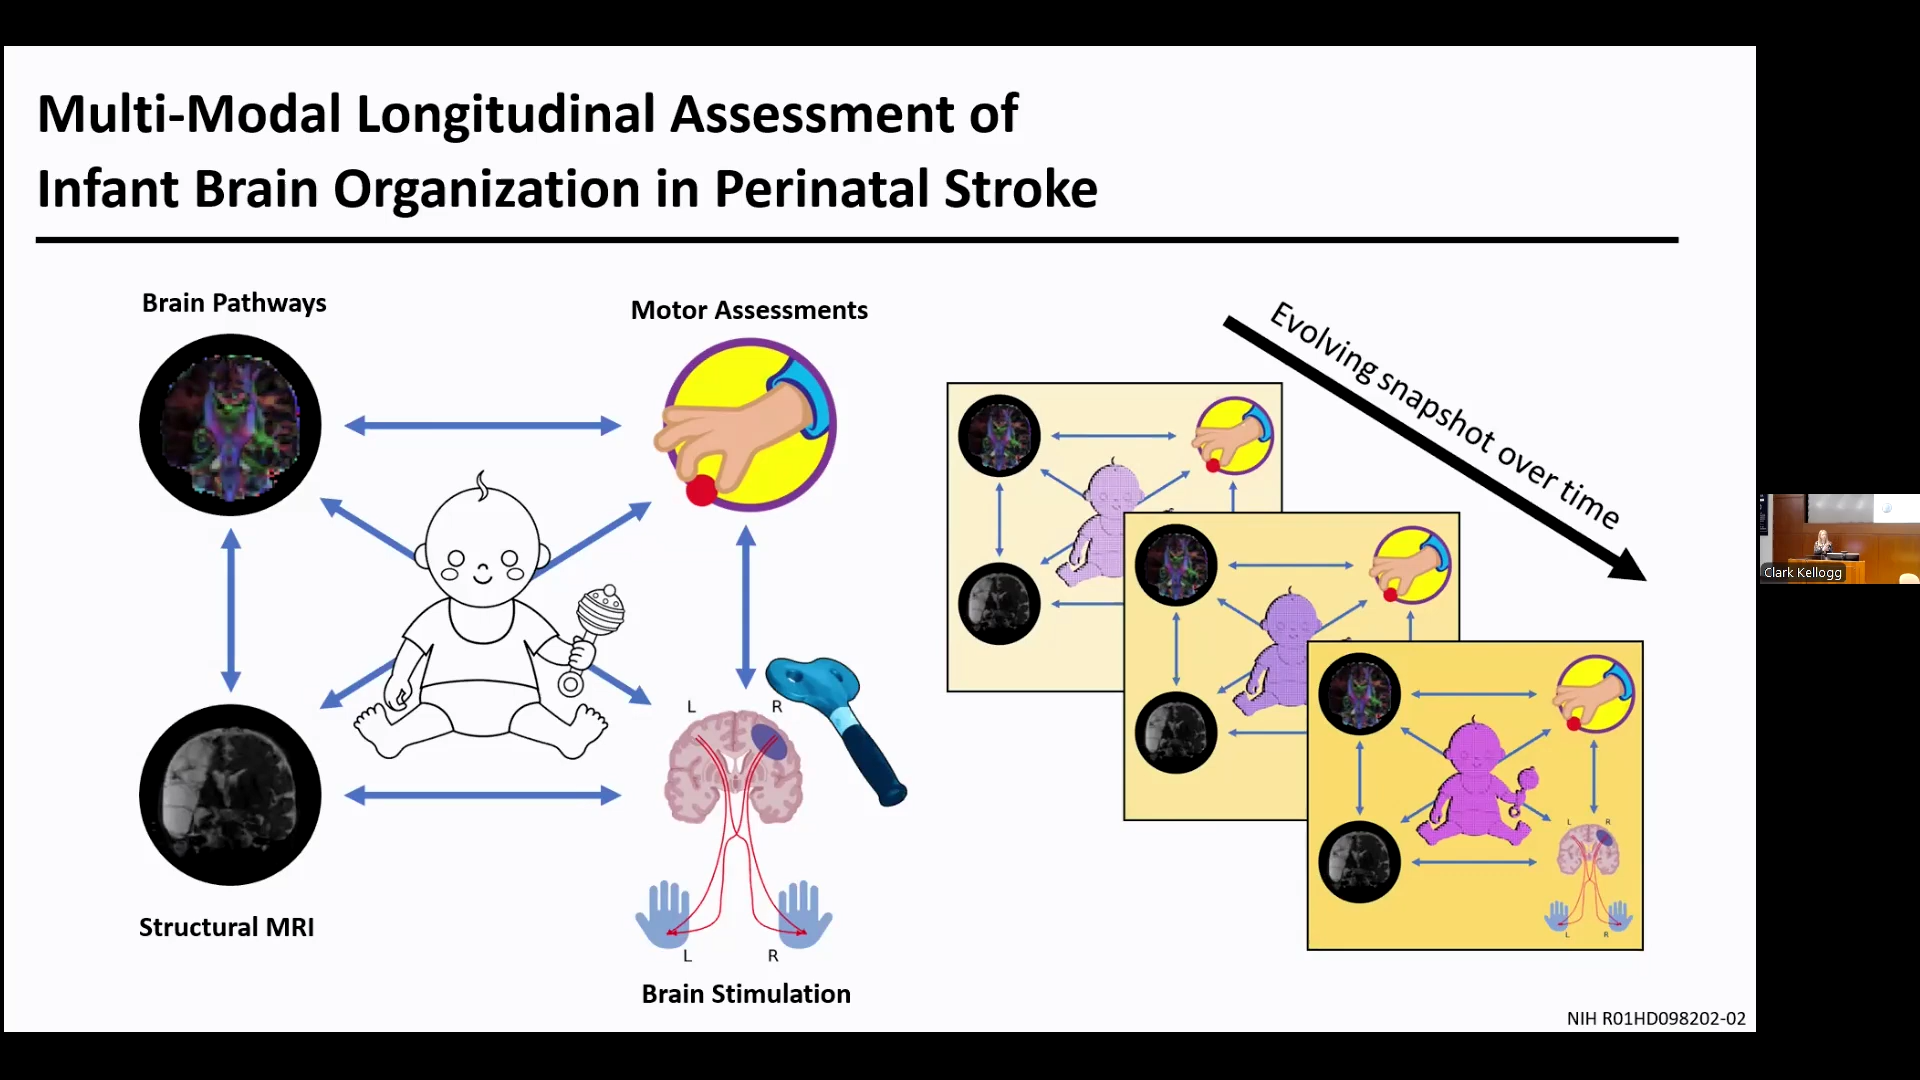 Multi-Modal Longitudinal Assessment of
Infant Brain Organization in Perinatal Stroke
Brain Pathways
Motor Assessments
Evolving snapshot over time
L R
L R
Structural MRI
L R
Brain Stimulation
L R
NIH R01HD098202-02
Clark Kellogg